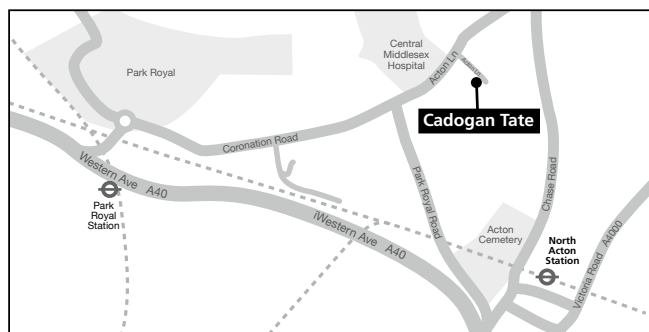 Park Royal
Central
Middlesex
Hospital
Acton Ln
Cadogan Tate
Coronation Road
Western Ave A40
Park
Royal
Station
iWestern Ave A40
Park Royal Road
Chase Road
Acton
Cemetery
North
Acton
Station
Victoria Road A4000